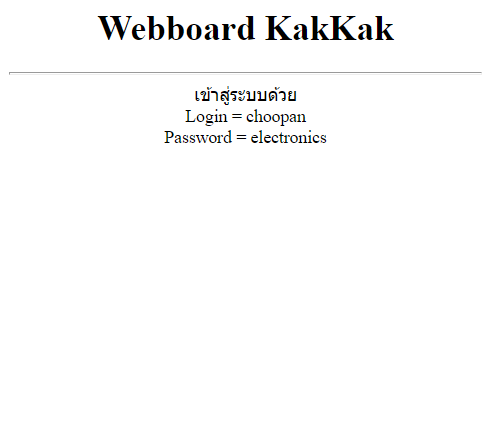 Webboard KakKak
เข้าสู่ระบบด้วย
Login = choopan
Password = electronics